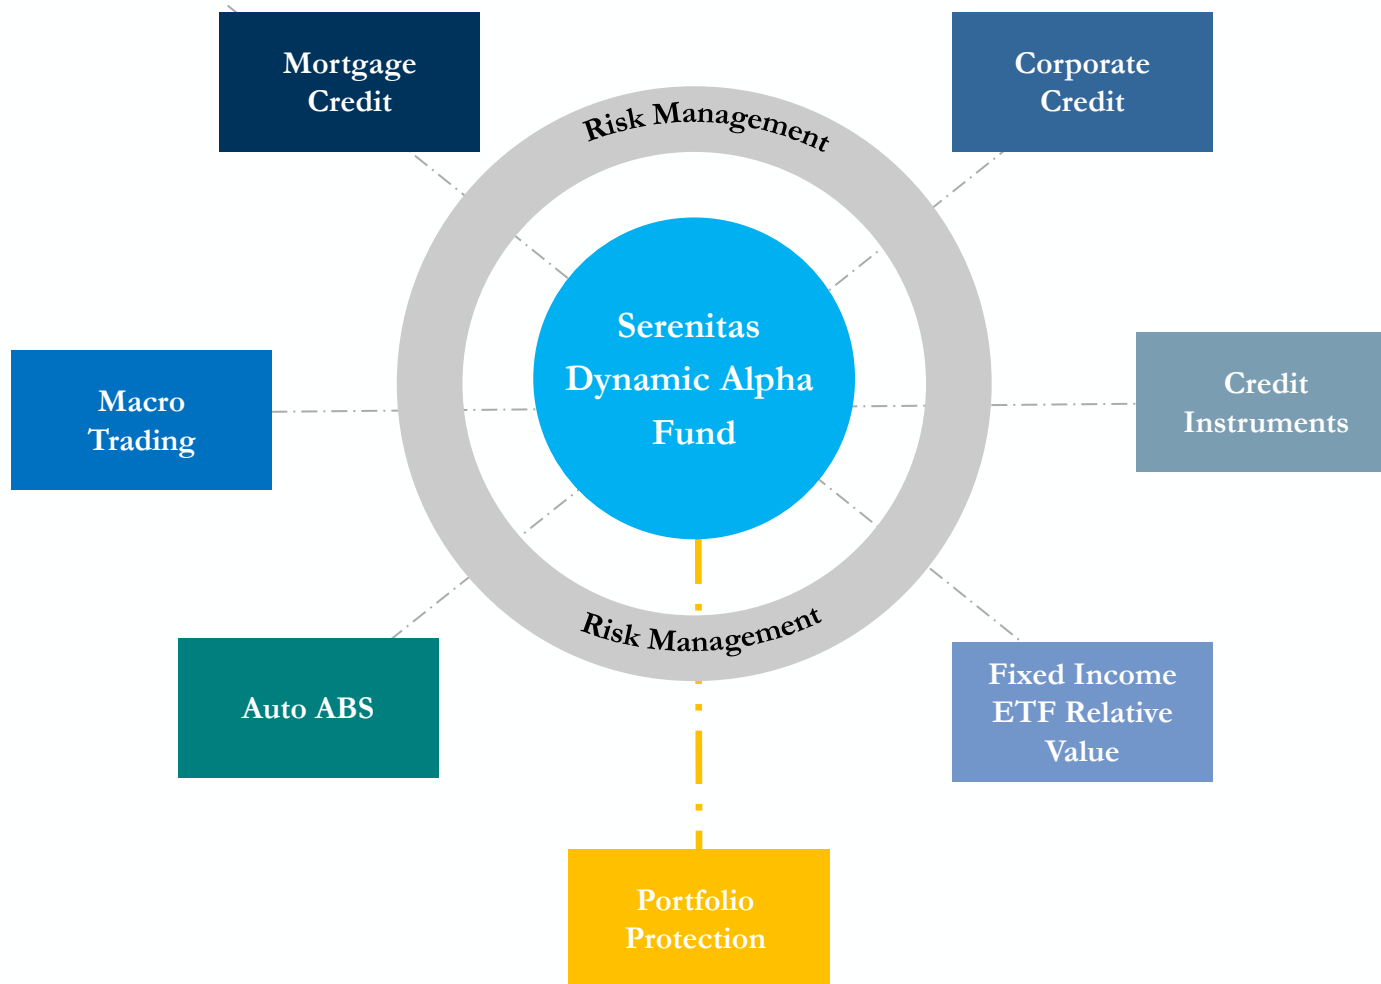 Mortgage
Credit
Corporate
Credit
Risk Management
Serenitas
Dynamic Alpha
Fund
Macro
Trading
Credit
Instruments
Risk Management
Auto ABS
Fixed Income
ETF Relative
Value
Portfolio
Protection